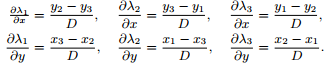 ∂λ₁/∂x = (y₂ − y₃)/D, ∂λ₂/∂x = (y₃ − y₁)/D, ∂λ₃/∂x = (y₁ − y₂)/D,
∂λ₁/∂y = (x₃ − x₂)/D, ∂λ₂/∂y = (x₁ − x₃)/D, ∂λ₃/∂y = (x₂ − x₁)/D.